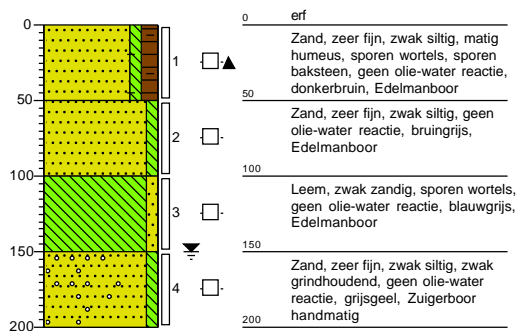 0
erf
0
Zand, zeer fijn, zwak siltig, matig
humeus, sporen wortels, sporen
baksteen, geen olie-water reactie,
donkerbruin, Edelmanboor
1
50
50
Zand, zeer fijn, zwak siltig, geen
olie-water reactie, bruingrijs,
Edelmanboor
2
100
100
Leem, zwak zandig, sporen wortels,
geen olie-water reactie, blauwgrijs,
Edelmanboor
3
150
150
Zand, zeer fijn, zwak siltig, zwak
grindhoudend, geen olie-water
reactie, grijsgeel, Zuigerboor
handmatig
4
200
200